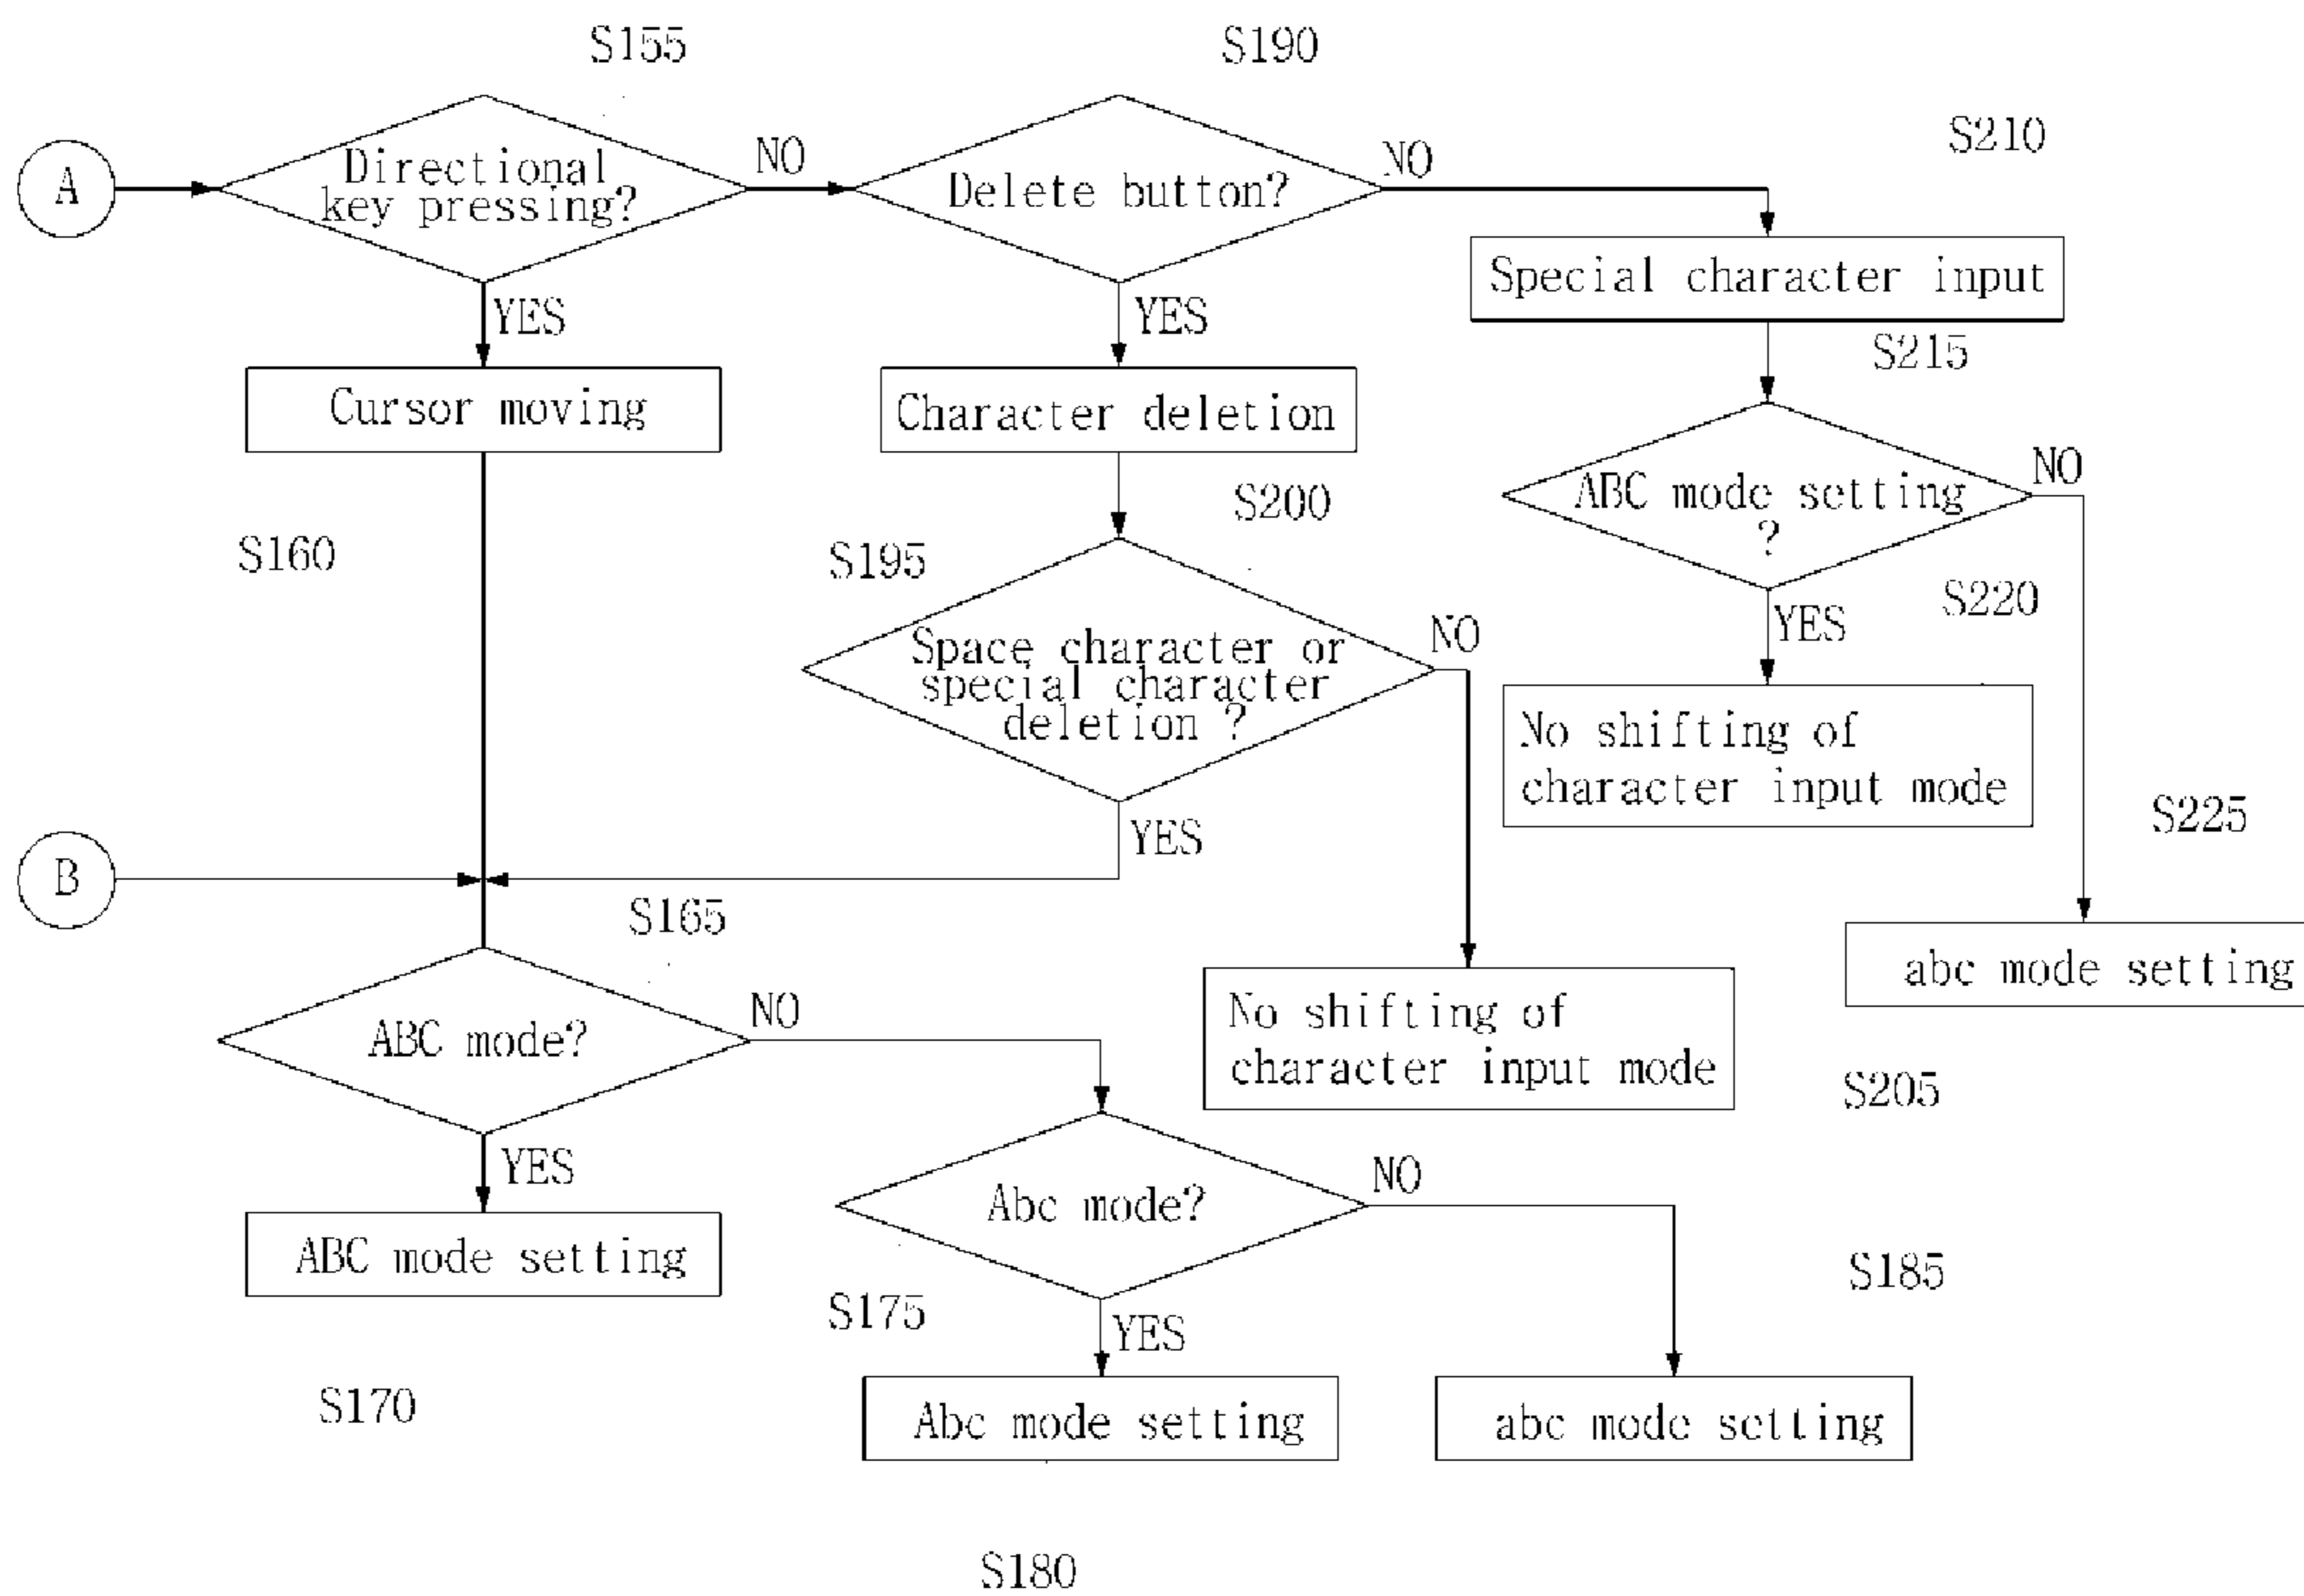 S155
S190
S210
A
Directional
key pressing?
NO
Delete button?
NO
Special character input
YES
YES
S215
Cursor moving
Character deletion
ABC mode setting
?
NO
S200
S160
S195
S220
YES
Space character or
special character
deletion ?
NO
No shifting of
character input mode
S225
YES
B
S165
abc mode setting
ABC mode?
NO
No shifting of
character input mode
S205
YES
Abc mode?
NO
ABC mode setting
S185
S175
YES
S170
Abc mode setting
abc mode setting
S180